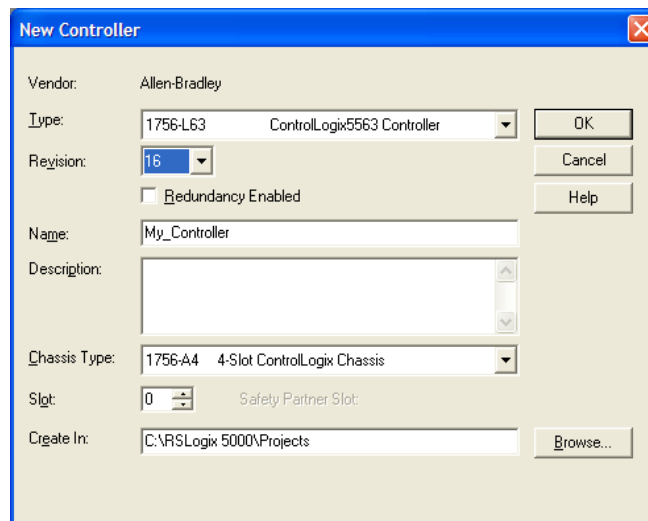 New Controller
Vendor: Allen-Bradley
Type: 1756-L63 ControlLogix5563 Controller OK
Revision: 16 Cancel
Redundancy Enabled Help
Name: My_Controller
Description:
Chassis Type: 1756-A4 4-Slot ControlLogix Chassis
Slot: 0 Safety Partner Slot:
Create In: C:\RSLogix 5000\Projects Browse...